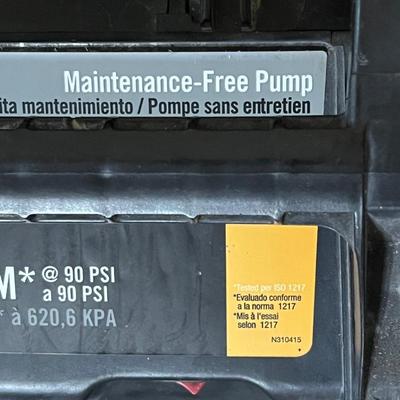 Maintenance-Free Pump
ita mantenimiento / Pompe sans entretien
M* @ 90 PSI
a 90 PSI
* à 620,6 KPA
*Tested per ISO 1217
*Evaluado conforme
a la norma 1217
*Mis à l'essai
selon 1217
N310415